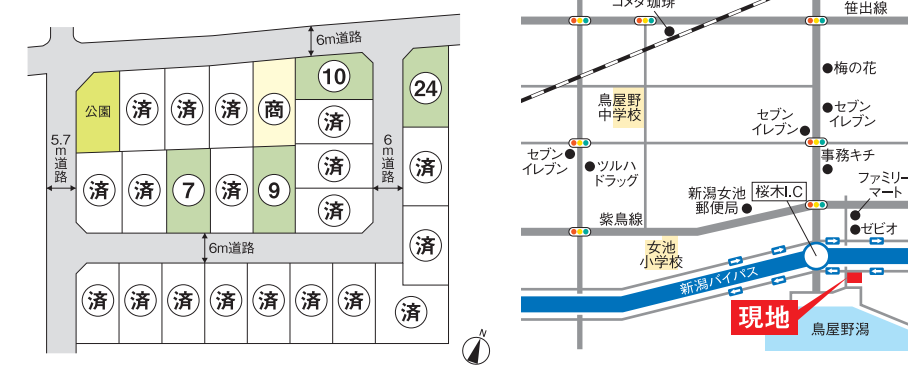 6m道路
公園
済
済
済
商
10
済
24
5.7m道路
済
済
7
済
9
済
済
6m道路
済
6m道路
済
済
済
済
済
済
済
済
済
N
コメダ珈琲
笹出線
梅の花
鳥屋野
中学校
セブン
イレブン
セブン
イレブン
セブン
イレブン
ツルハ
ドラッグ
事務キチ
ファミリー
マート
新潟女池
郵便局
桜木I.C
紫鳥線
ゼビオ
女池
小学校
新潟バイパス
現地
鳥屋野潟